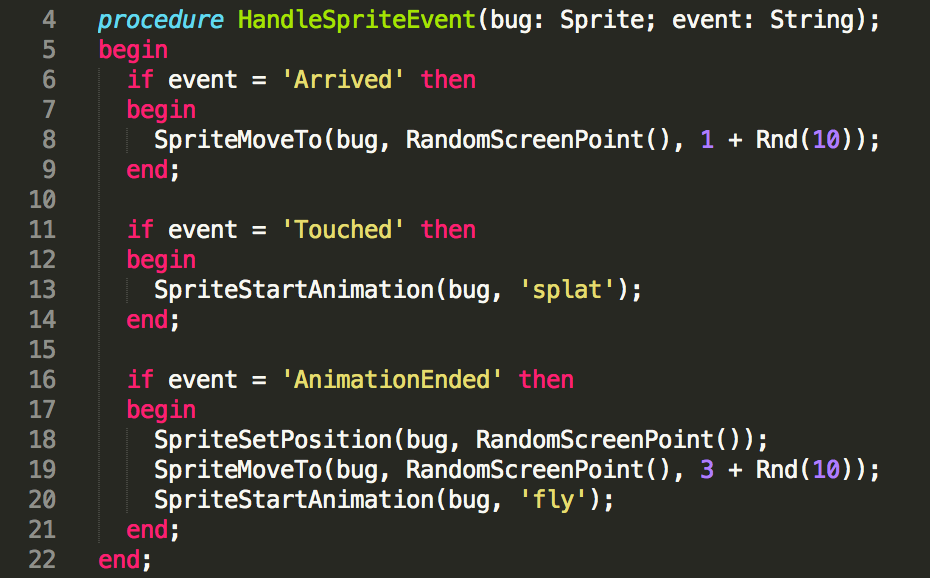 4 procedure HandleSpriteEvent(bug: Sprite; event: String);
5 begin
6   if event = 'Arrived' then
7   begin
8     SpriteMoveTo(bug, RandomScreenPoint(), 1 + Rnd(10));
9   end;
10
11   if event = 'Touched' then
12   begin
13     SpriteStartAnimation(bug, 'splat');
14   end;
15
16   if event = 'AnimationEnded' then
17   begin
18     SpriteSetPosition(bug, RandomScreenPoint());
19     SpriteMoveTo(bug, RandomScreenPoint(), 3 + Rnd(10));
20     SpriteStartAnimation(bug, 'fly');
21   end;
22 end;